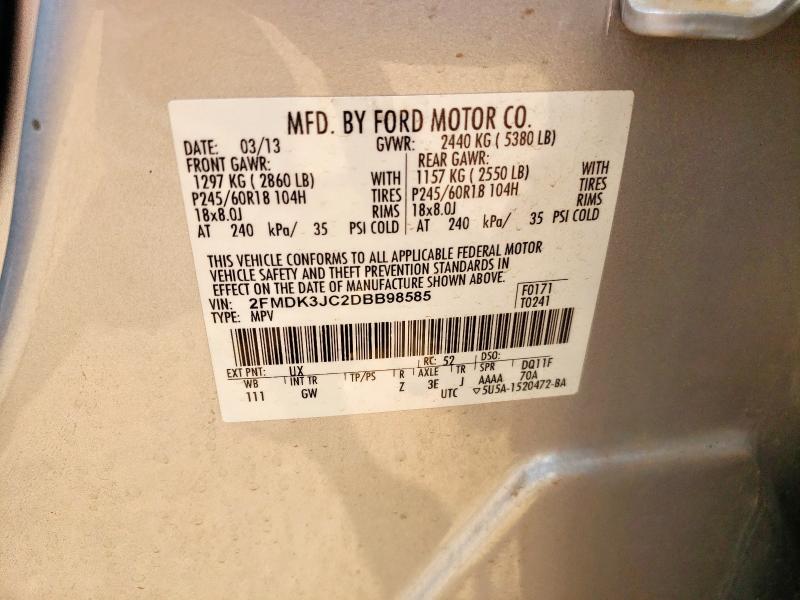 MFD. BY FORD MOTOR CO.
DATE: 03/13 GVWR: 2440 KG ( 5380 LB)
FRONT GAWR: REAR GAWR:
1297 KG ( 2860 LB) WITH 1157 KG ( 2550 LB) WITH
P245/60R18 104H TIRES P245/60R18 104H TIRES
18x8.0J RIMS 18x8.0J RIMS
AT 240 kPa/ 35 PSI COLD AT 240 kPa/ 35 PSI COLD
THIS VEHICLE CONFORMS TO ALL APPLICABLE FEDERAL MOTOR
VEHICLE SAFETY AND THEFT PREVENTION STANDARDS IN
EFFECT ON THE DATE OF MANUFACTURE SHOWN ABOVE.
VIN: 2FMDK3JC2DBB98585 F0171
TYPE: MPV T0241
EXT PNT: UX RC: 52 DSO:
WB INT TR TP/PS R AXLE TR SPR DQ11F
111 GW Z 3E J AAAA 70A
UTC ▽5U5A-1520472-BA